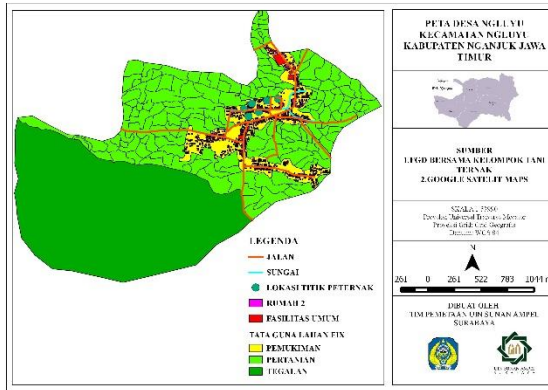 PETA DESA NGLUYU
KECAMATAN NGLUYU
KABUPATEN NGANJUK JAWA
TIMUR
SUMBER
1.FGD BERSAMA KELOMPOK TANI
TERNAK
2.GOOGLE SATELIT MAPS
N
261 0 261 522 783 1044 m
DIBUAT OLEH
TIM PEMETAAN UIN SUNAN AMPEL
SURABAYA
LEGENDA
JALAN
SUNGAI
LOKASI TITIK PETERNAK
RUMAH 2
FASILITAS UMUM
TATA GUNA LAHAN FIX
PEMUKIMAN
PERTANIAN
TEGALAN